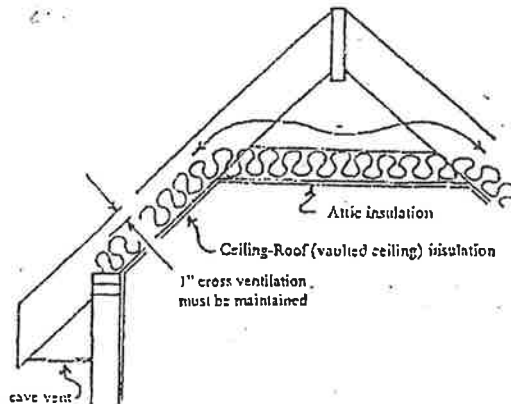 Attic insulation
Ceiling-Roof (vaulted ceiling) insulation
1" cross ventilation
must be maintained
eave vent